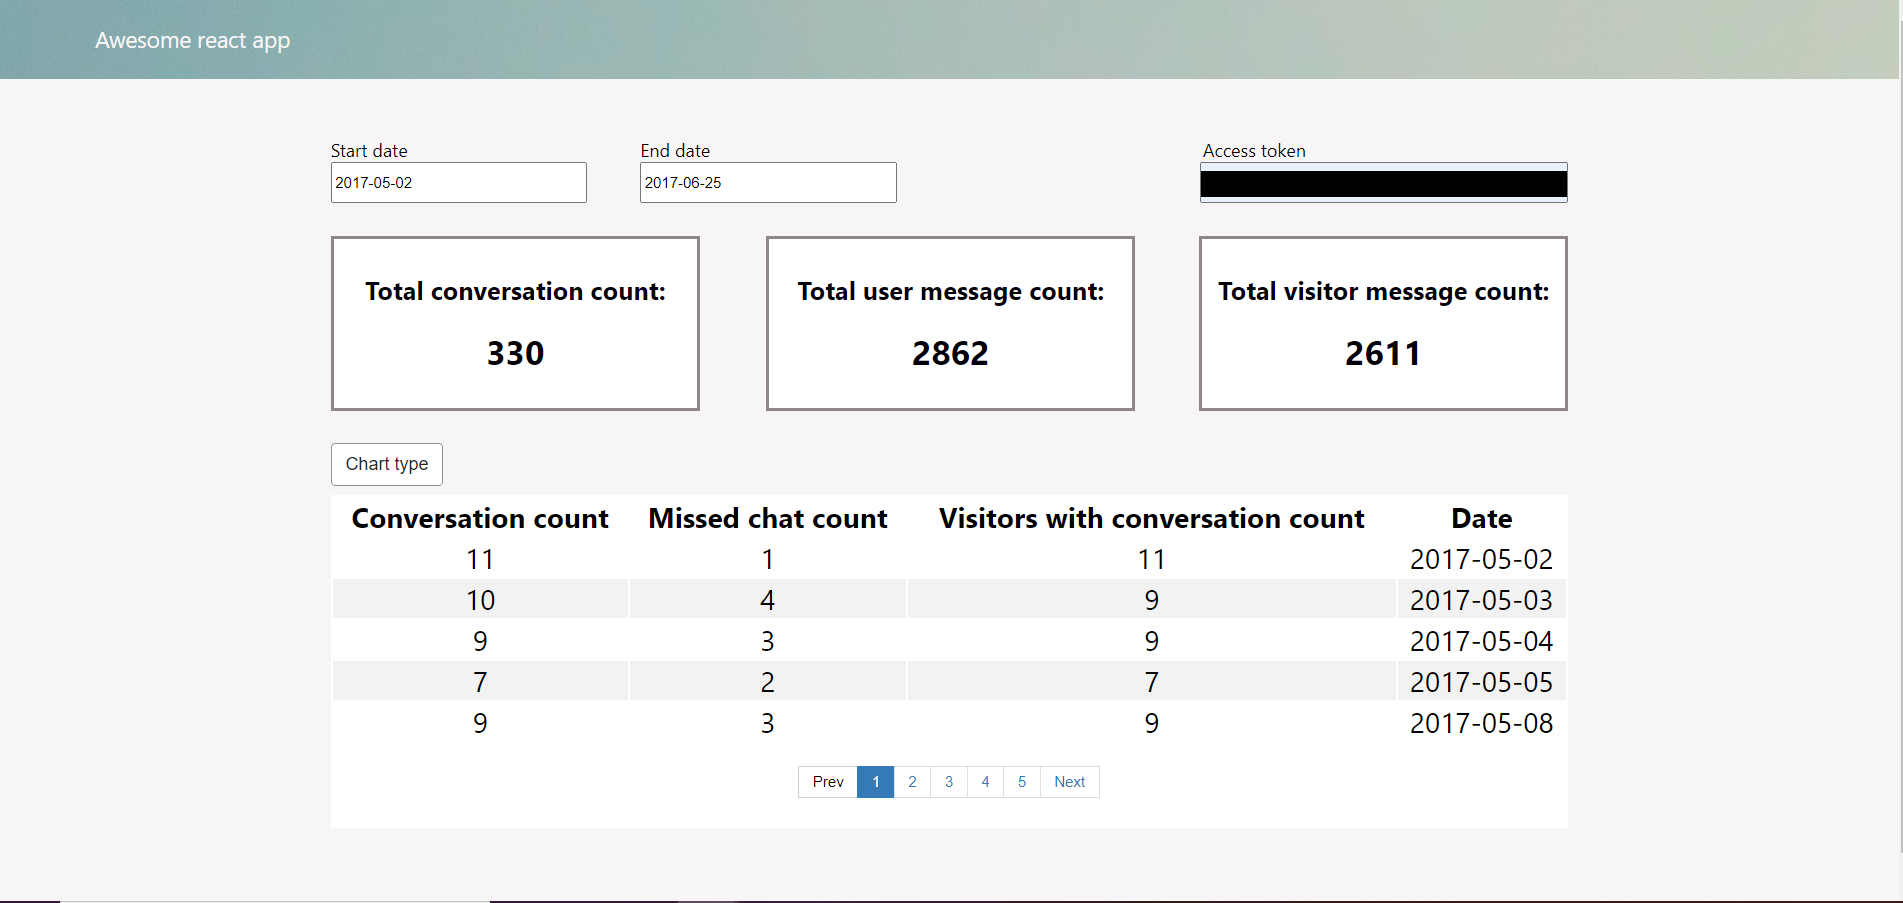 Awesome react app
Start date End date Access token
2017-05-02 2017-06-25
Total conversation count: Total user message count: Total visitor message count:
330 2862 2611
Chart type
Conversation count Missed chat count Visitors with conversation count Date
11 1 11 2017-05-02
10 4 9 2017-05-03
9 3 9 2017-05-04
7 2 7 2017-05-05
9 3 9 2017-05-08
Prev 1 2 3 4 5 Next